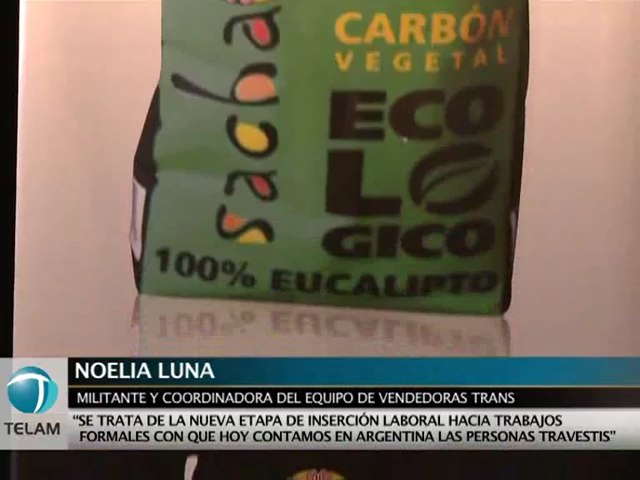 sacha
CARBÓN
VEGETAL
ECO
LO
GICO
100% EUCALIPTO
NOELIA LUNA
MILITANTE Y COORDINADORA DEL EQUIPO DE VENDEDORAS TRANS
TELAM
"SE TRATA DE LA NUEVA ETAPA DE INSERCIÓN LABORAL HACIA TRABAJOS
FORMALES CON QUE HOY CONTAMOS EN ARGENTINA LAS PERSONAS TRAVESTIS"